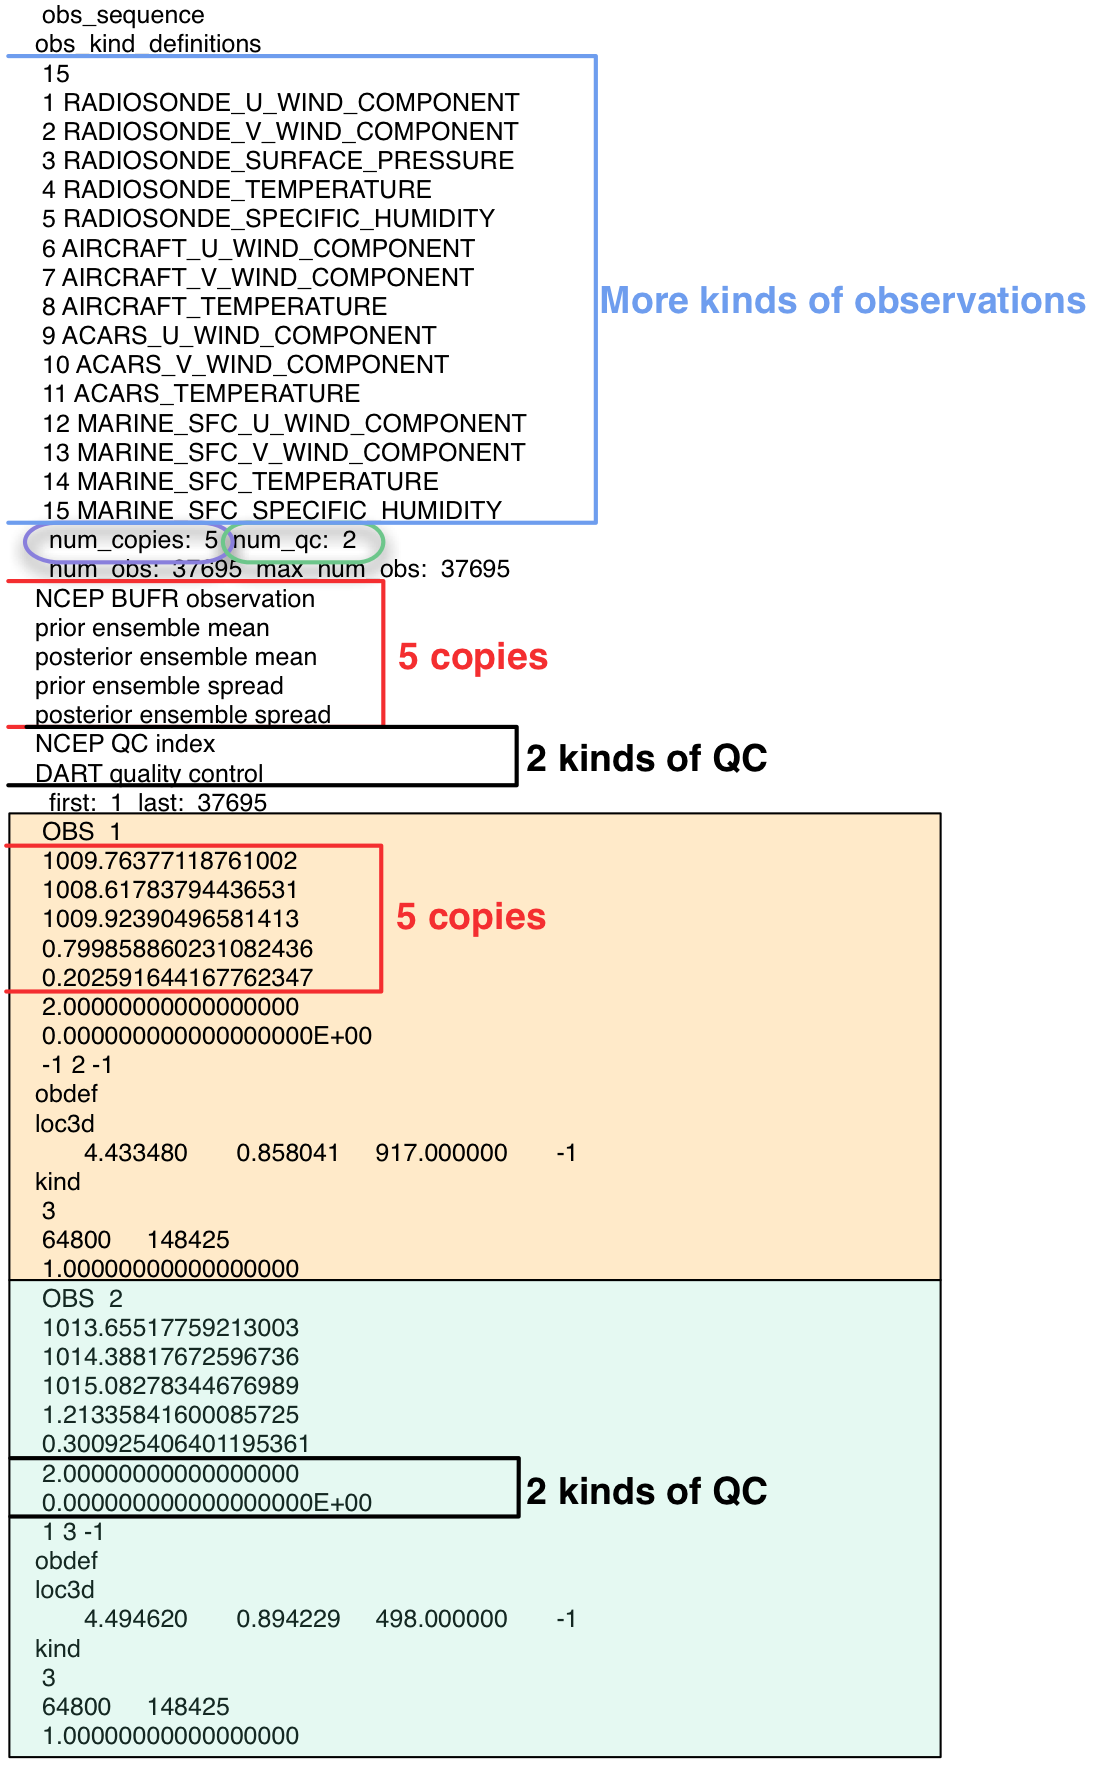 obs_sequence
obs_kind_definitions
15
1 RADIOSONDE_U_WIND_COMPONENT
2 RADIOSONDE_V_WIND_COMPONENT
3 RADIOSONDE_SURFACE_PRESSURE
4 RADIOSONDE_TEMPERATURE
5 RADIOSONDE_SPECIFIC_HUMIDITY
6 AIRCRAFT_U_WIND_COMPONENT
7 AIRCRAFT_V_WIND_COMPONENT
More kinds of observations
8 AIRCRAFT_TEMPERATURE
9 ACARS_U_WIND_COMPONENT
10 ACARS_V_WIND_COMPONENT
11 ACARS_TEMPERATURE
12 MARINE_SFC_U_WIND_COMPONENT
13 MARINE_SFC_V_WIND_COMPONENT
14 MARINE_SFC_TEMPERATURE
15 MARINE_SFC_SPECIFIC_HUMIDITY
num_copies: 5 num_qc: 2
num_obs: 37695 max_num_obs: 37695
NCEP BUFR observation
prior ensemble mean
posterior ensemble mean
5 copies
prior ensemble spread
posterior ensemble spread
NCEP QC index
2 kinds of QC
DART quality control
first: 1 last: 37695
OBS 1
1009.76377118761002
1008.61783794436531
1009.92390496581413
5 copies
0.799858860231082436
0.202591644167762347
2.00000000000000000
0.000000000000000000E+00
-1 2 -1
obdef
loc3d
4.433480 0.858041 917.000000 -1
kind
3
64800 148425
1.00000000000000000
OBS 2
1013.65517759213003
1014.38817672596736
1015.08278344676989
1.21335841600085725
0.300925406401195361
2.00000000000000000
2 kinds of QC
0.000000000000000000E+00
1 3 -1
obdef
loc3d
4.494620 0.894229 498.000000 -1
kind
3
64800 148425
1.00000000000000000